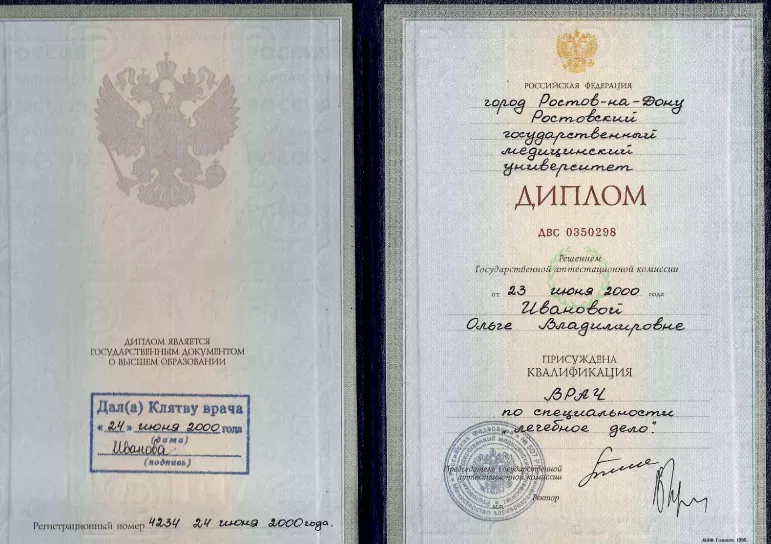 ДИПЛОМ ЯВЛЯЕТСЯ
ГОСУДАРСТВЕННЫМ ДОКУМЕНТОМ
О ВЫСШЕМ ОБРАЗОВАНИИ
Дал(а) Клятву врача
«24» июня 2000 года
(дата)
Иванова
(подпись)
Регистрационный номер 4234 24 июня 2000года.
РОССИЙСКАЯ ФЕДЕРАЦИЯ
город Ростов-на-Дону
Ростовский
государственный
медицинский
университет
ДИПЛОМ
ДВС 0350298
Решением
Государственной аттестационной комиссии
от 23 июня 2000 года
Ивановой
Ольге Владимировне
ПРИСУЖДЕНА
КВАЛИФИКАЦИЯ
ВРАЧ
по специальности
„лечебное дело".
Председатель Государственной
аттестационной комиссии
Ректор